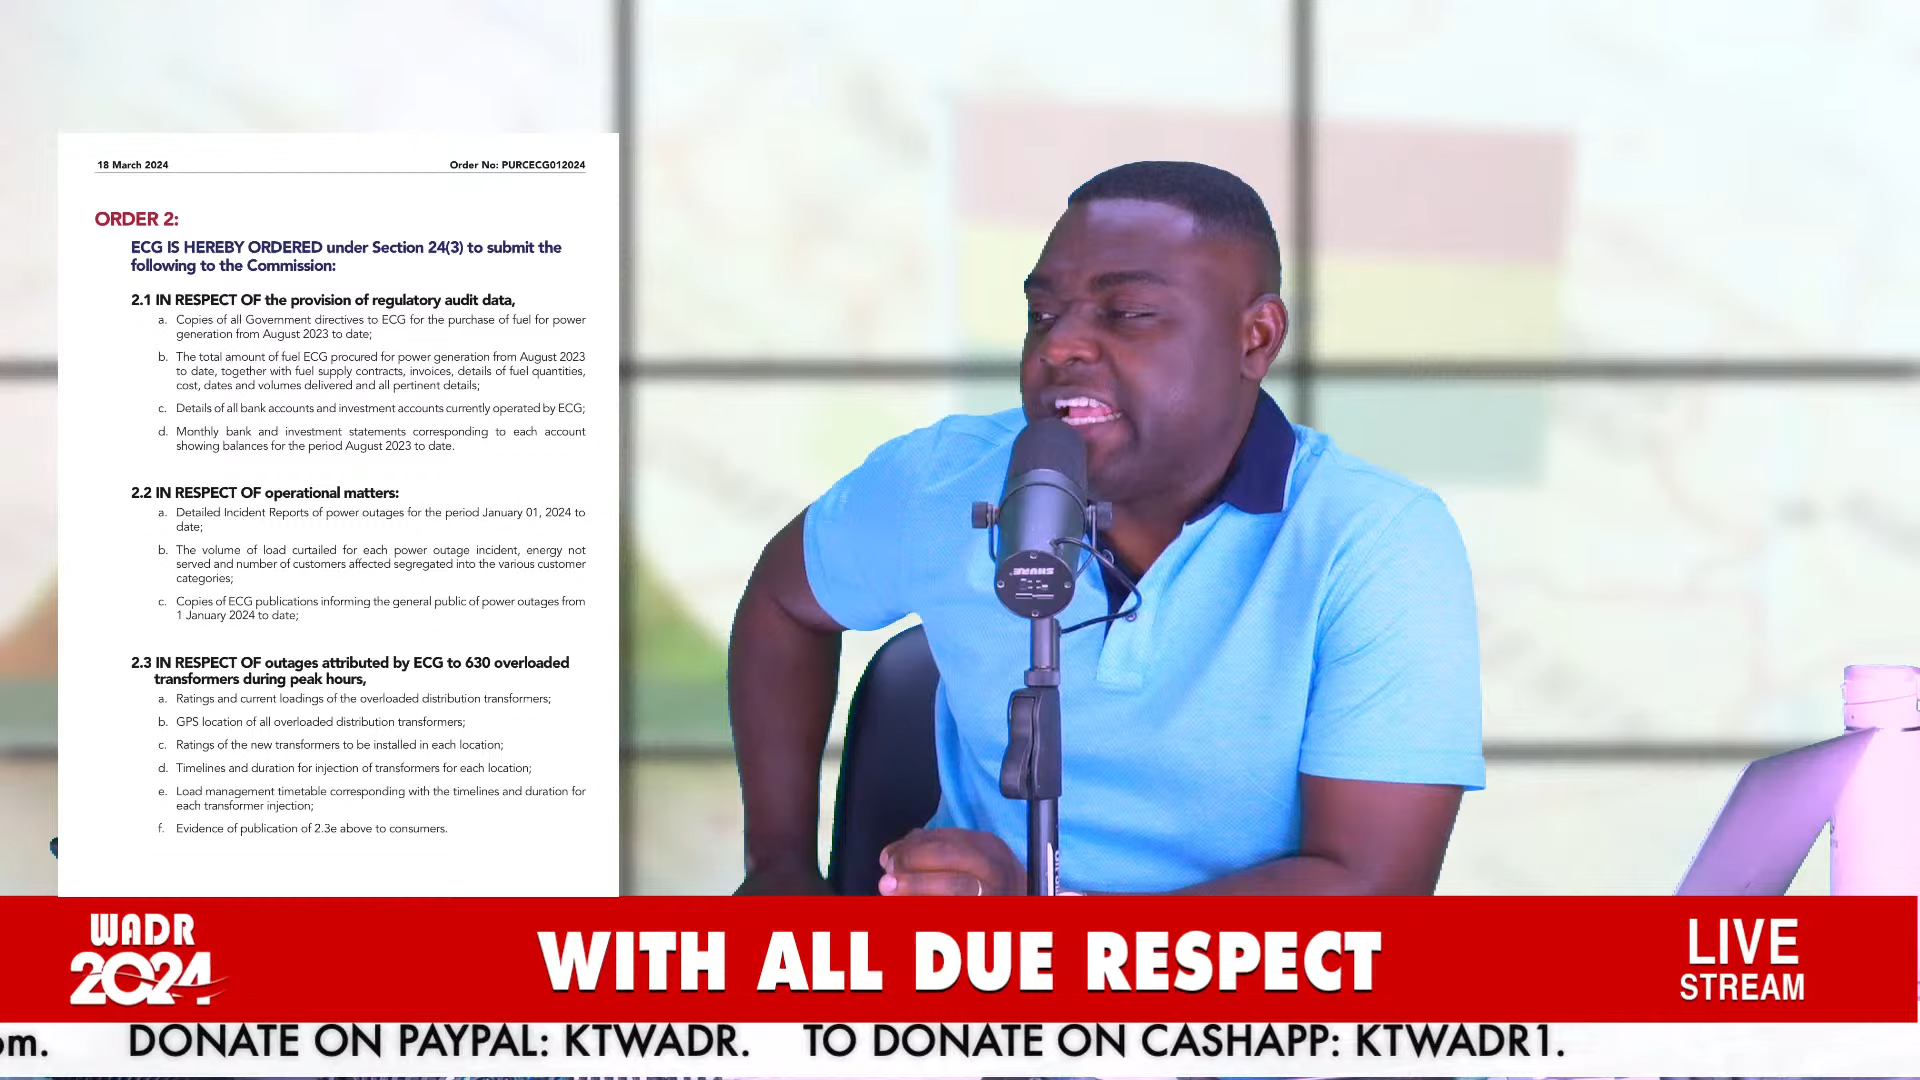 18 March 2024
Order No: PURCECG012024
ORDER 2:
ECG IS HEREBY ORDERED under Section 24(3) to submit the
following to the Commission:
2.1 IN RESPECT OF the provision of regulatory audit data,
a. Copies of all Government directives to ECG for the purchase of fuel for power
generation from August 2023 to date;
b. The total amount of fuel ECG procured for power generation from August 2023
to date, together with fuel supply contracts, invoices, details of fuel quantities,
cost, dates and volumes delivered and all pertinent details;
c. Details of all bank accounts and investment accounts currently operated by ECG;
d. Monthly bank and investment statements corresponding to each account
showing balances for the period August 2023 to date.
2.2 IN RESPECT OF operational matters:
a. Detailed Incident Reports of power outages for the period January 01, 2024 to
date;
b. The volume of load curtailed for each power outage incident, energy not
served and number of customers affected segregated into the various customer
categories;
c. Copies of ECG publications informing the general public of power outages from
1 January 2024 to date;
2.3 IN RESPECT OF outages attributed by ECG to 630 overloaded
transformers during peak hours,
a. Ratings and current loadings of the overloaded distribution transformers;
b. GPS location of all overloaded distribution transformers;
c. Ratings of the new transformers to be installed in each location;
d. Timelines and duration for injection of transformers for each location;
e. Load management timetable corresponding with the timelines and duration for
each transformer injection;
f. Evidence of publication of 2.3e above to consumers.
SHURE
WADR
2024
WITH ALL DUE RESPECT
LIVE
STREAM
om. DONATE ON PAYPAL: KTWADR. TO DONATE ON CASHAPP: KTWADR1.